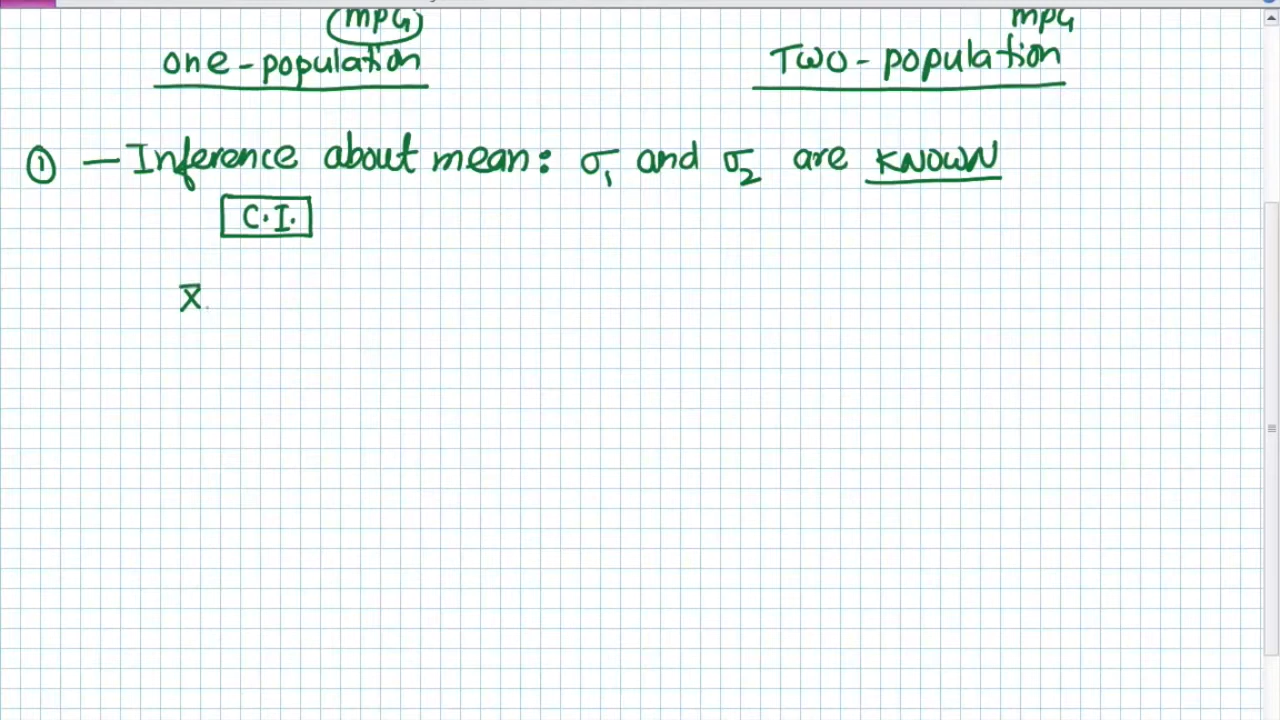 mpG mpG
one-population Two-population
① — Inference about mean: σ₁ and σ₂ are KNOWN
C.I.
x̄